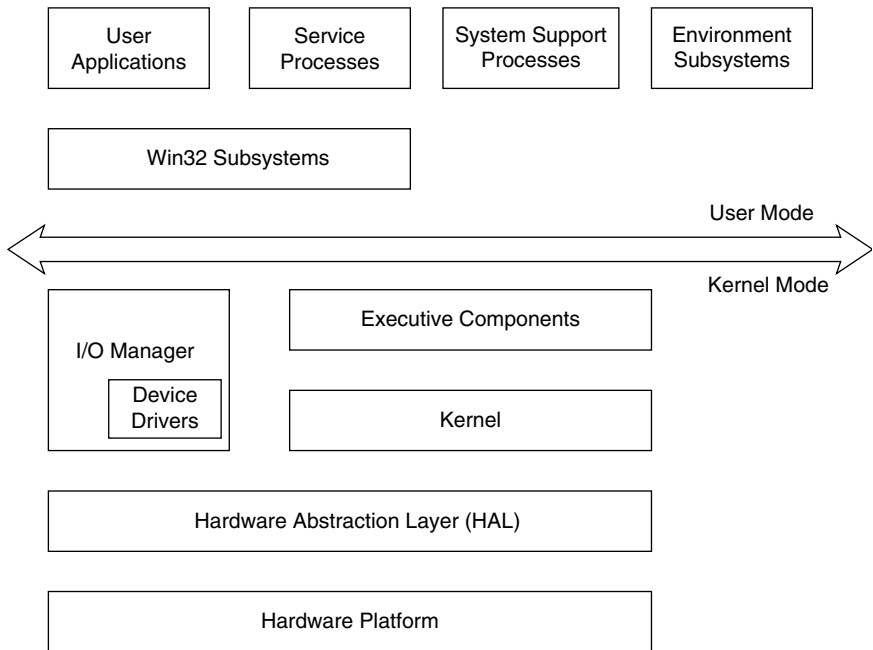 User
Applications
Service
Processes
System Support
Processes
Environment
Subsystems
Win32 Subsystems
User Mode
Kernel Mode
I/O Manager
Device
Drivers
Executive Components
Kernel
Hardware Abstraction Layer (HAL)
Hardware Platform